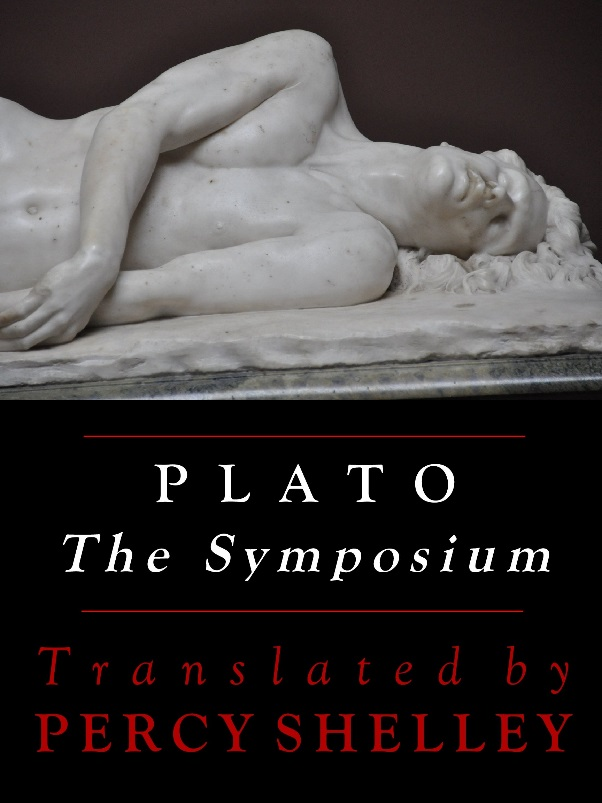 PLATO
The Symposium
Translated by
PERCY SHELLEY